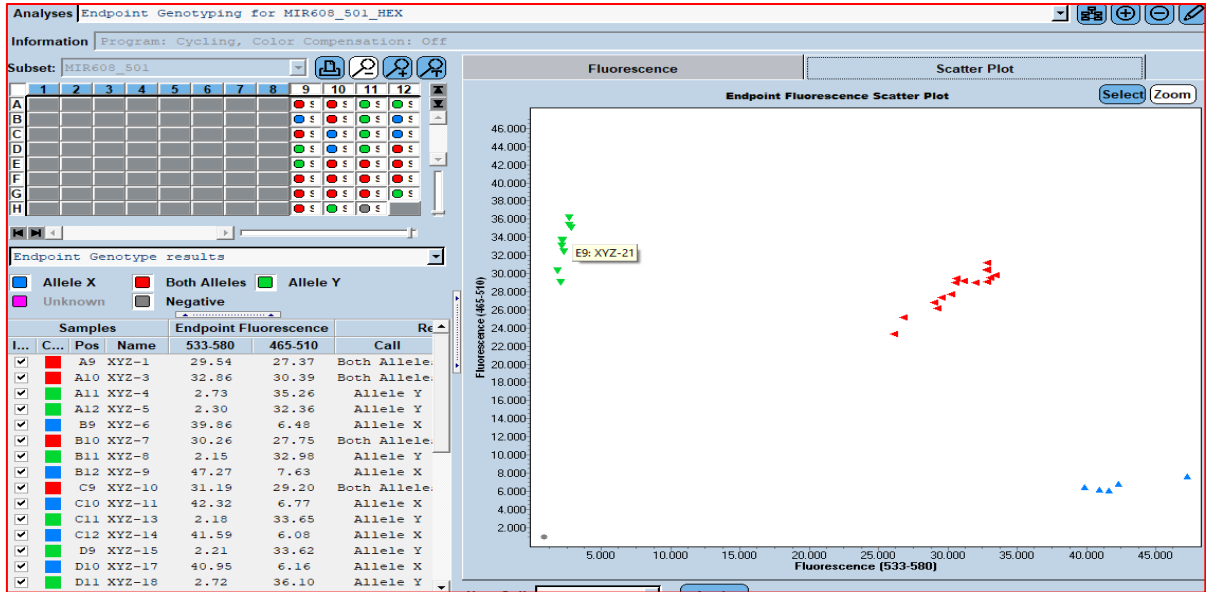 Analyses Endpoint Genotyping for MIR608_501_HEX
Information Program: Cycling, Color Compensation: Off
Subset: MIR608_501
1 2 3 4 5 6 7 8 9 10 11 12
A S S S S
B S S S S
C S S S S
D S S S S
E S S S S
F S S S S
G S S S S
H S S S
Endpoint Genotype results
Allele X Both Alleles Allele Y
Unknown Negative
Samples Endpoint Fluorescence Re
I... C... Pos Name 533-580 465-510 Call
A9 XYZ-1 29.54 27.37 Both Allele
A10 XYZ-3 32.86 30.39 Both Allele
A11 XYZ-4 2.73 35.26 Allele Y
A12 XYZ-5 2.30 32.36 Allele Y
B9 XYZ-6 39.86 6.48 Allele X
B10 XYZ-7 30.26 27.75 Both Allele
B11 XYZ-8 2.15 32.98 Allele Y
B12 XYZ-9 47.27 7.63 Allele X
C9 XYZ-10 31.19 29.20 Both Allele
C10 XYZ-11 42.32 6.77 Allele X
C11 XYZ-13 2.18 33.65 Allele Y
C12 XYZ-14 41.59 6.08 Allele X
D9 XYZ-15 2.21 33.62 Allele Y
D10 XYZ-17 40.95 6.16 Allele X
D11 XYZ-18 2.72 36.10 Allele Y
Fluorescence Scatter Plot
Endpoint Fluorescence Scatter Plot
Select Zoom
46.000
44.000
42.000
40.000
38.000
36.000
34.000
32.000
30.000
28.000
26.000
24.000
22.000
20.000
18.000
16.000
14.000
12.000
10.000
8.000
6.000
4.000
2.000
Fluorescence (465-510)
E9: XYZ-21
5.000 10.000 15.000 20.000 25.000 30.000 35.000 40.000 45.000
Fluorescence (533-580)